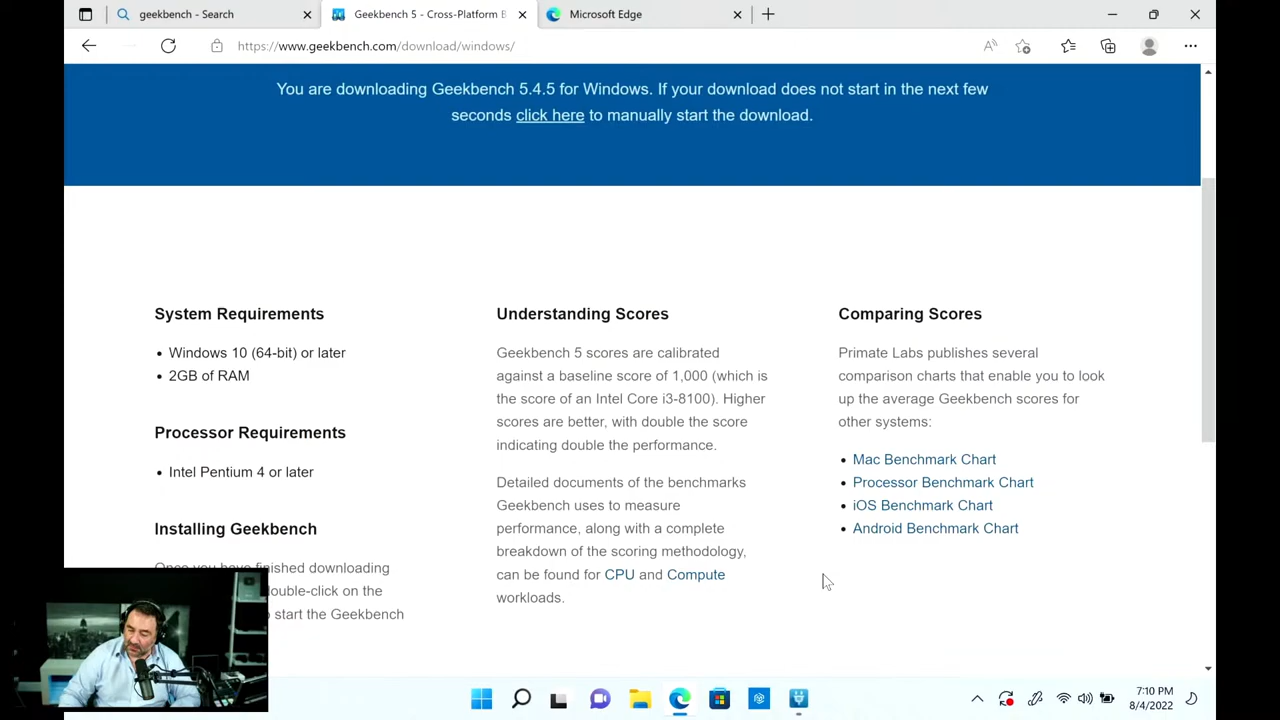 geekbench - Search
Geekbench 5 - Cross-Platform B
Microsoft Edge
https://www.geekbench.com/download/windows/
You are downloading Geekbench 5.4.5 for Windows. If your download does not start in the next few
seconds click here to manually start the download.
System Requirements
• Windows 10 (64-bit) or later
• 2GB of RAM
Processor Requirements
• Intel Pentium 4 or later
Installing Geekbench
Once you have finished downloading
double-click on the
to start the Geekbench
Understanding Scores
Geekbench 5 scores are calibrated
against a baseline score of 1,000 (which is
the score of an Intel Core i3-8100). Higher
scores are better, with double the score
indicating double the performance.
Detailed documents of the benchmarks
Geekbench uses to measure
performance, along with a complete
breakdown of the scoring methodology,
can be found for CPU and Compute
workloads.
Comparing Scores
Primate Labs publishes several
comparison charts that enable you to look
up the average Geekbench scores for
other systems:
• Mac Benchmark Chart
• Processor Benchmark Chart
• iOS Benchmark Chart
• Android Benchmark Chart
7:10 PM
8/4/2022